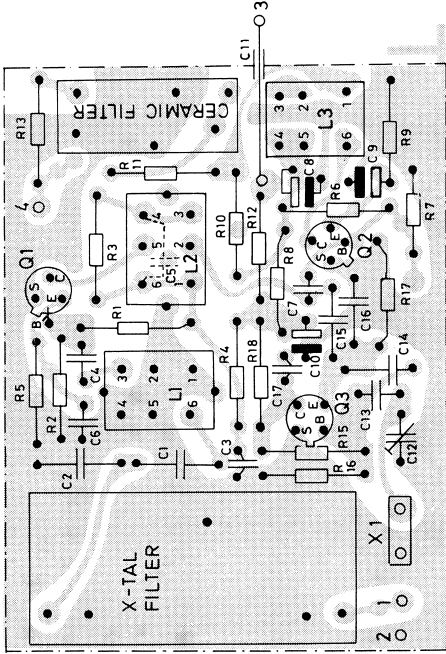 3
C11
R13
CERAMIC FILTER
3
2
1
4
5
6
L3
R
11
4
C8
C9
R9
R6
R7
Q1
S
C
B
E
R3
4
5
6
3
2
1
C5
L2
R10
R12
R8
S
C
E
B
Q2
R1
C7
C15
C16
R17
R5
R2
C4
C6
3
2
1
4
5
6
L1
R4
R18
C10
C17
C14
C13
C12
C2
C1
C3
Q3
C
S
E
B
R15
R
16
X-TAL
FILTER
X1
1
2